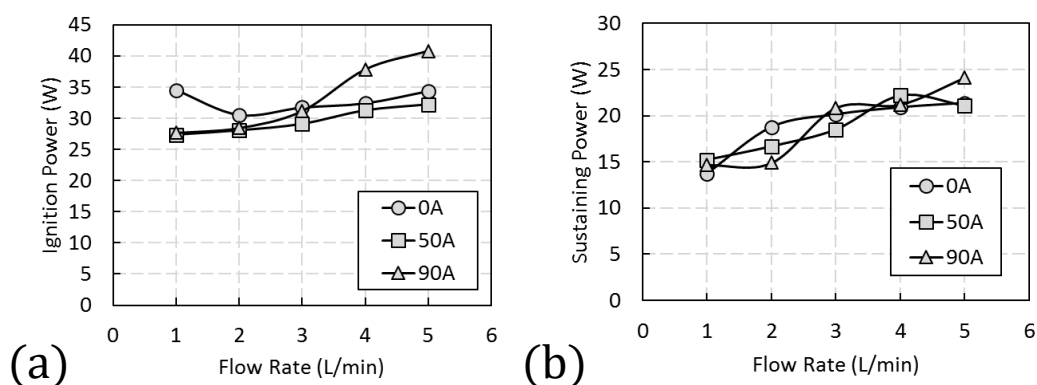 45
40
35
30
25
20
15
10
5
0
Ignition Power (W)
0A
50A
90A
0 1 2 3 4 5 6
Flow Rate (L/min)
(a)
30
25
20
15
10
5
0
Sustaining Power (W)
0A
50A
90A
0 1 2 3 4 5 6
Flow Rate (L/min)
(b)